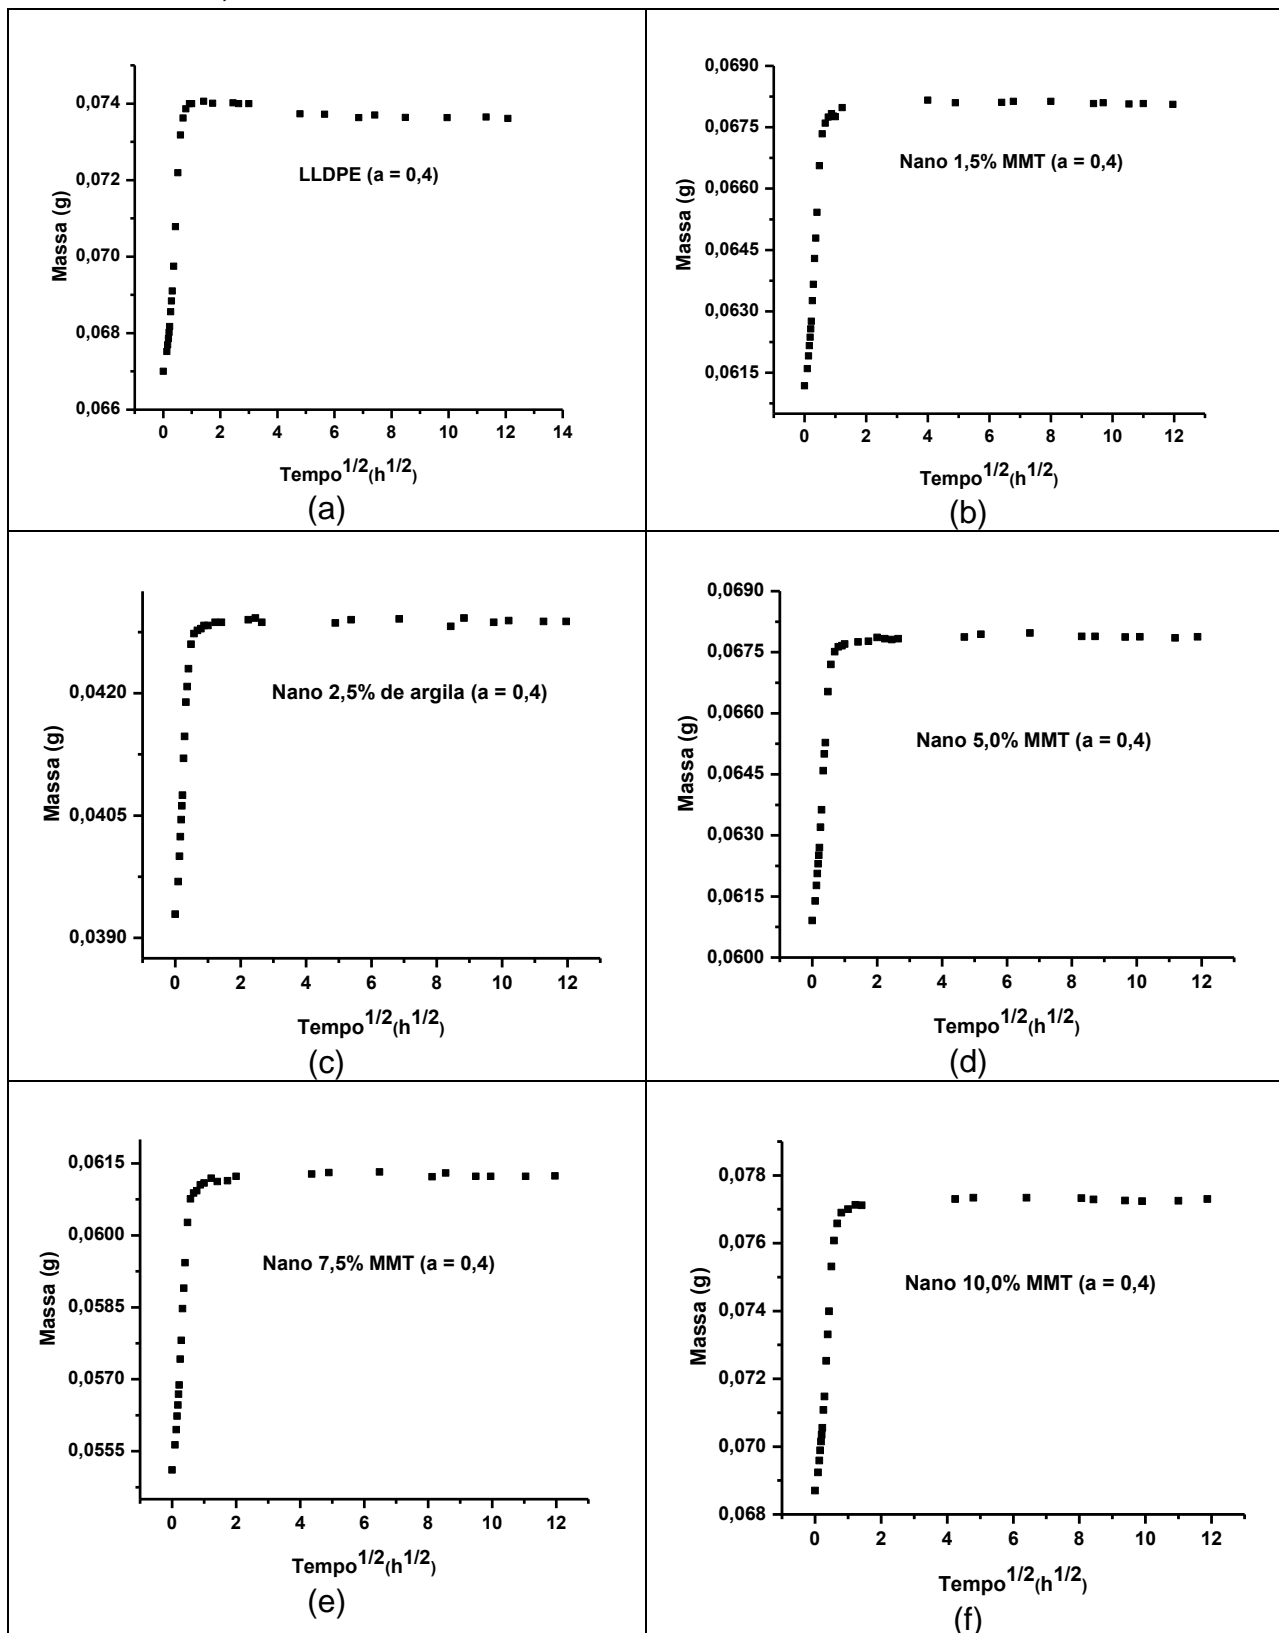 0,074
0,072
0,070
0,068
0,066
Massa (g)
LLDPE (a = 0,4)
0 2 4 6 8 10 12 14
Tempo1/2(h1/2)
(a)
0,0690
0,0675
0,0660
0,0645
0,0630
0,0615
Massa (g)
Nano 1,5% MMT (a = 0,4)
0 2 4 6 8 10 12
Tempo1/2(h1/2)
(b)
0,0420
0,0405
0,0390
Massa (g)
Nano 2,5% de argila (a = 0,4)
0 2 4 6 8 10 12
Tempo1/2(h1/2)
(c)
0,0690
0,0675
0,0660
0,0645
0,0630
0,0615
0,0600
Massa (g)
Nano 5,0% MMT (a = 0,4)
0 2 4 6 8 10 12
Tempo1/2(h1/2)
(d)
0,0615
0,0600
0,0585
0,0570
0,0555
Massa (g)
Nano 7,5% MMT (a = 0,4)
0 2 4 6 8 10 12
Tempo1/2(h1/2)
(e)
0,078
0,076
0,074
0,072
0,070
0,068
Massa (g)
Nano 10,0% MMT (a = 0,4)
0 2 4 6 8 10 12
Tempo1/2(h1/2)
(f)